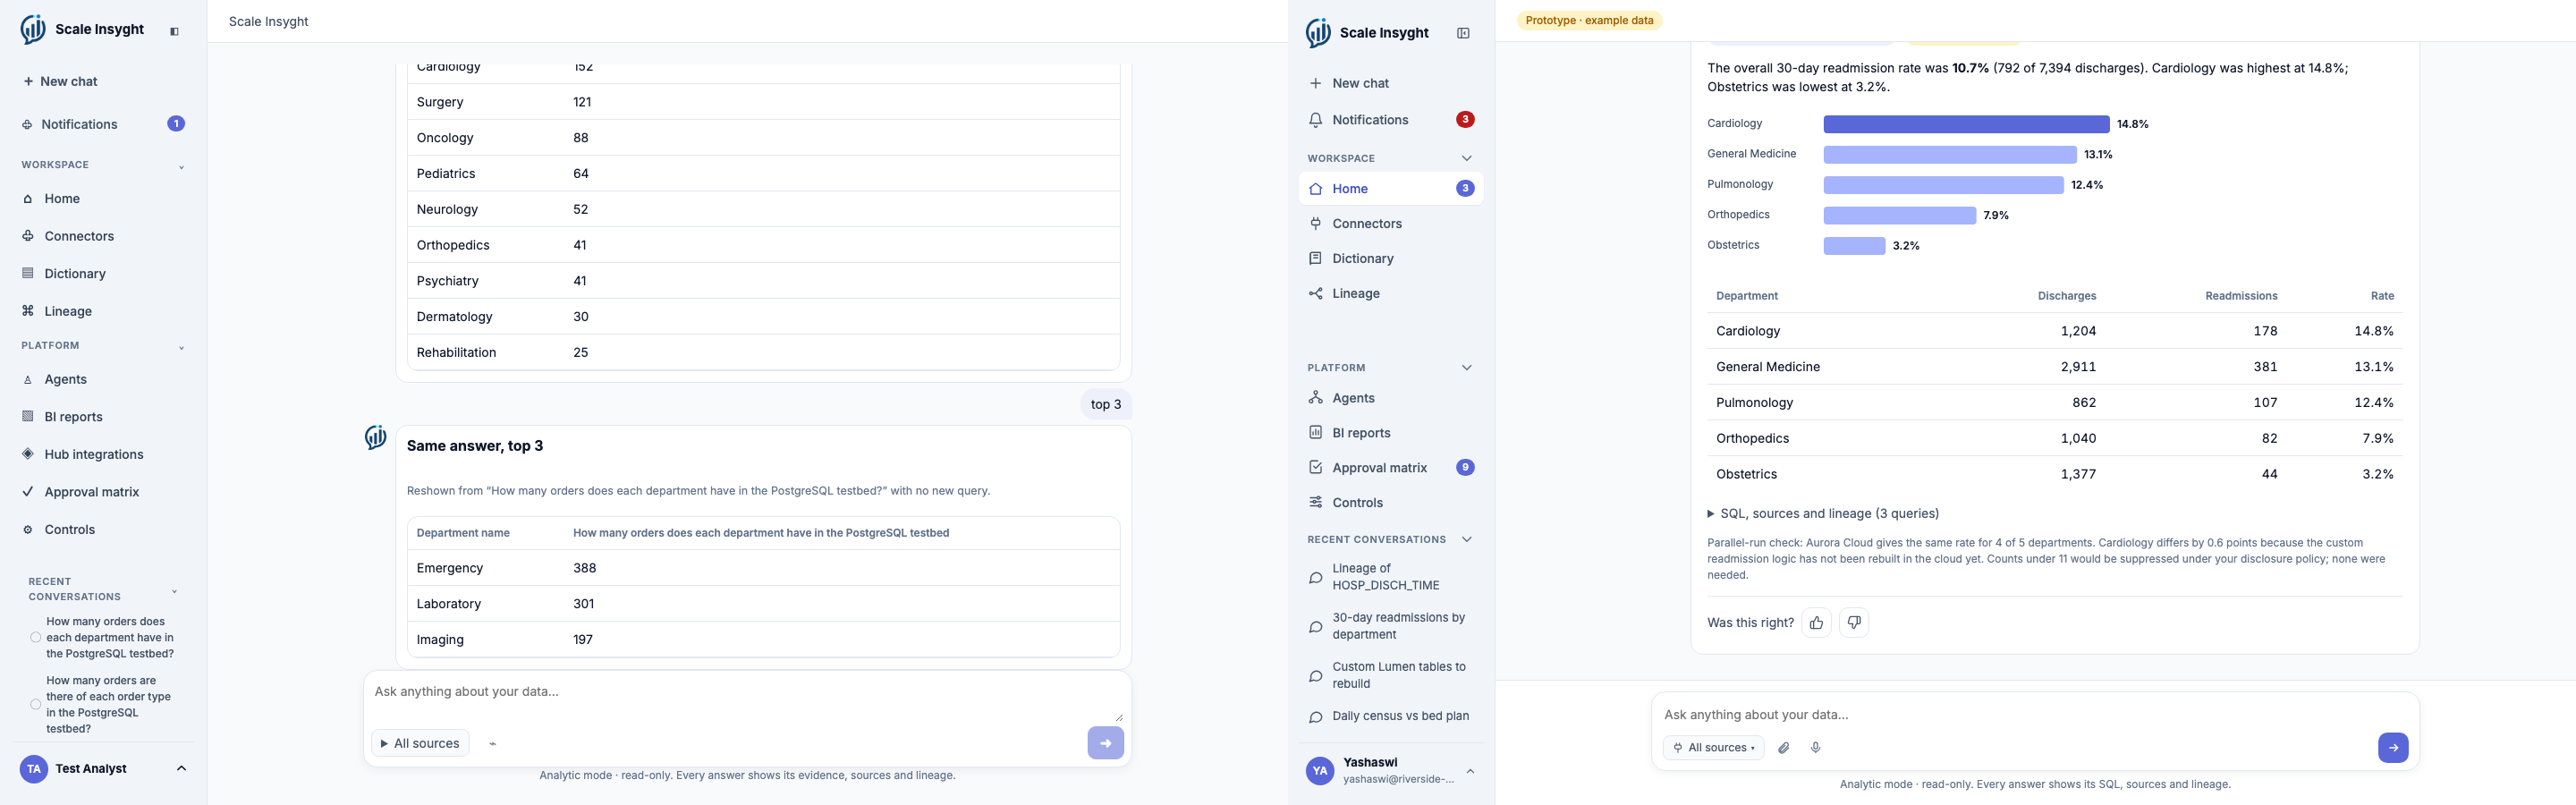 Scale Insyght
+ New chat
Notifications 1
WORKSPACE
Home
Connectors
Dictionary
Lineage
PLATFORM
Agents
BI reports
Hub integrations
Approval matrix
Controls
RECENT
CONVERSATIONS
How many orders does
each department have in
the PostgreSQL testbed?
How many orders are
there of each order type
in the PostgreSQL
testbed?
TA Test Analyst
Scale Insyght
Cardiology 152
Surgery 121
Oncology 88
Pediatrics 64
Neurology 52
Orthopedics 41
Psychiatry 41
Dermatology 30
Rehabilitation 25
top 3
Same answer, top 3
Reshown from “How many orders does each department have in the PostgreSQL testbed?” with no new query.
Department name How many orders does each department have in the PostgreSQL testbed
Emergency 388
Laboratory 301
Imaging 197
Ask anything about your data...
All sources
Analytic mode · read-only. Every answer shows its evidence, sources and lineage.
Scale Insyght
New chat
Notifications 3
WORKSPACE
Home 3
Connectors
Dictionary
Lineage
PLATFORM
Agents
BI reports
Approval matrix 9
Controls
RECENT CONVERSATIONS
Lineage of
HOSP_DISCH_TIME
30-day readmissions by
department
Custom Lumen tables to
rebuild
Daily census vs bed plan
YA Yashaswi
yashaswi@riverside-...
Prototype · example data
The overall 30-day readmission rate was 10.7% (792 of 7,394 discharges). Cardiology was highest at 14.8%;
Obstetrics was lowest at 3.2%.
Cardiology 14.8%
General Medicine 13.1%
Pulmonology 12.4%
Orthopedics 7.9%
Obstetrics 3.2%
Department Discharges Readmissions Rate
Cardiology 1,204 178 14.8%
General Medicine 2,911 381 13.1%
Pulmonology 862 107 12.4%
Orthopedics 1,040 82 7.9%
Obstetrics 1,377 44 3.2%
SQL, sources and lineage (3 queries)
Parallel-run check: Aurora Cloud gives the same rate for 4 of 5 departments. Cardiology differs by 0.6 points because the custom
readmission logic has not been rebuilt in the cloud yet. Counts under 11 would be suppressed under your disclosure policy; none were
needed.
Was this right?
Ask anything about your data...
All sources
Analytic mode · read-only. Every answer shows its SQL, sources and lineage.